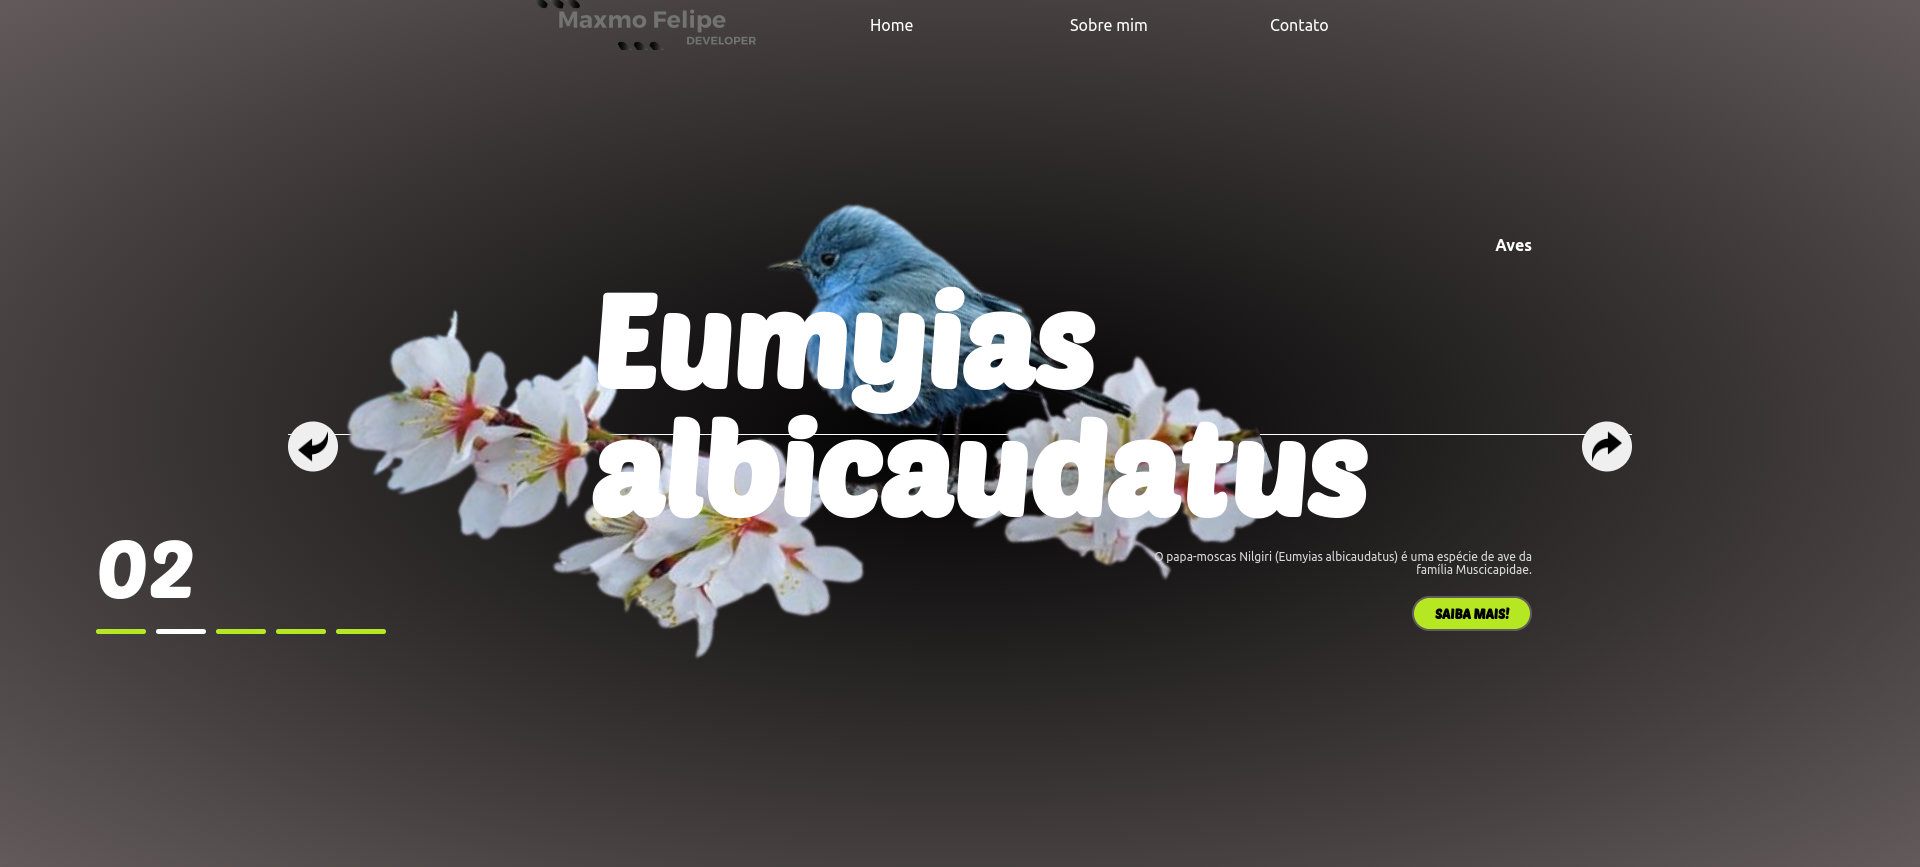 Maxmo Felipe
DEVELOPER
Home
Sobre mim
Contato
Aves
Eumyias
albicaudatus
O papa-moscas Nilgiri (Eumyias albicaudatus) é uma espécie de ave da
família Muscicapidae.
SAIBA MAIS!
02